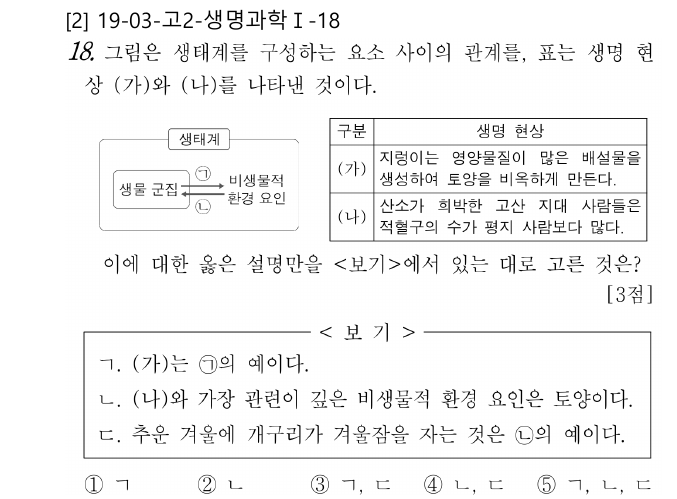 [2] 19-03-고2-생명과학Ⅰ-18
18. 그림은 생태계를 구성하는 요소 사이의 관계를, 표는 생명 현
상 (가)와 (나)를 나타낸 것이다.
생태계
생물 군집
㉠
㉡
비생물적
환경 요인
구분 생명 현상
(가) 지렁이는 영양물질이 많은 배설물을
생성하여 토양을 비옥하게 만든다.
(나) 산소가 희박한 고산 지대 사람들은
적혈구의 수가 평지 사람보다 많다.
이에 대한 옳은 설명만을 <보기>에서 있는 대로 고른 것은?
[3점]
< 보 기 >
ㄱ. (가)는 ㉠의 예이다.
ㄴ. (나)와 가장 관련이 깊은 비생물적 환경 요인은 토양이다.
ㄷ. 추운 겨울에 개구리가 겨울잠을 자는 것은 ㉡의 예이다.
① ㄱ ② ㄴ ③ ㄱ, ㄷ ④ ㄴ, ㄷ ⑤ ㄱ, ㄴ, ㄷ